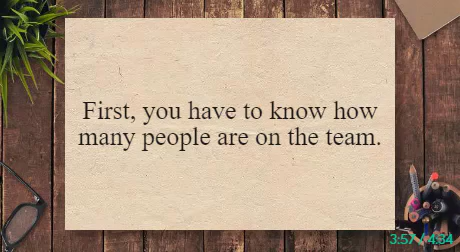 First, you have to know how
many people are on the team.
3:57 / 4:34